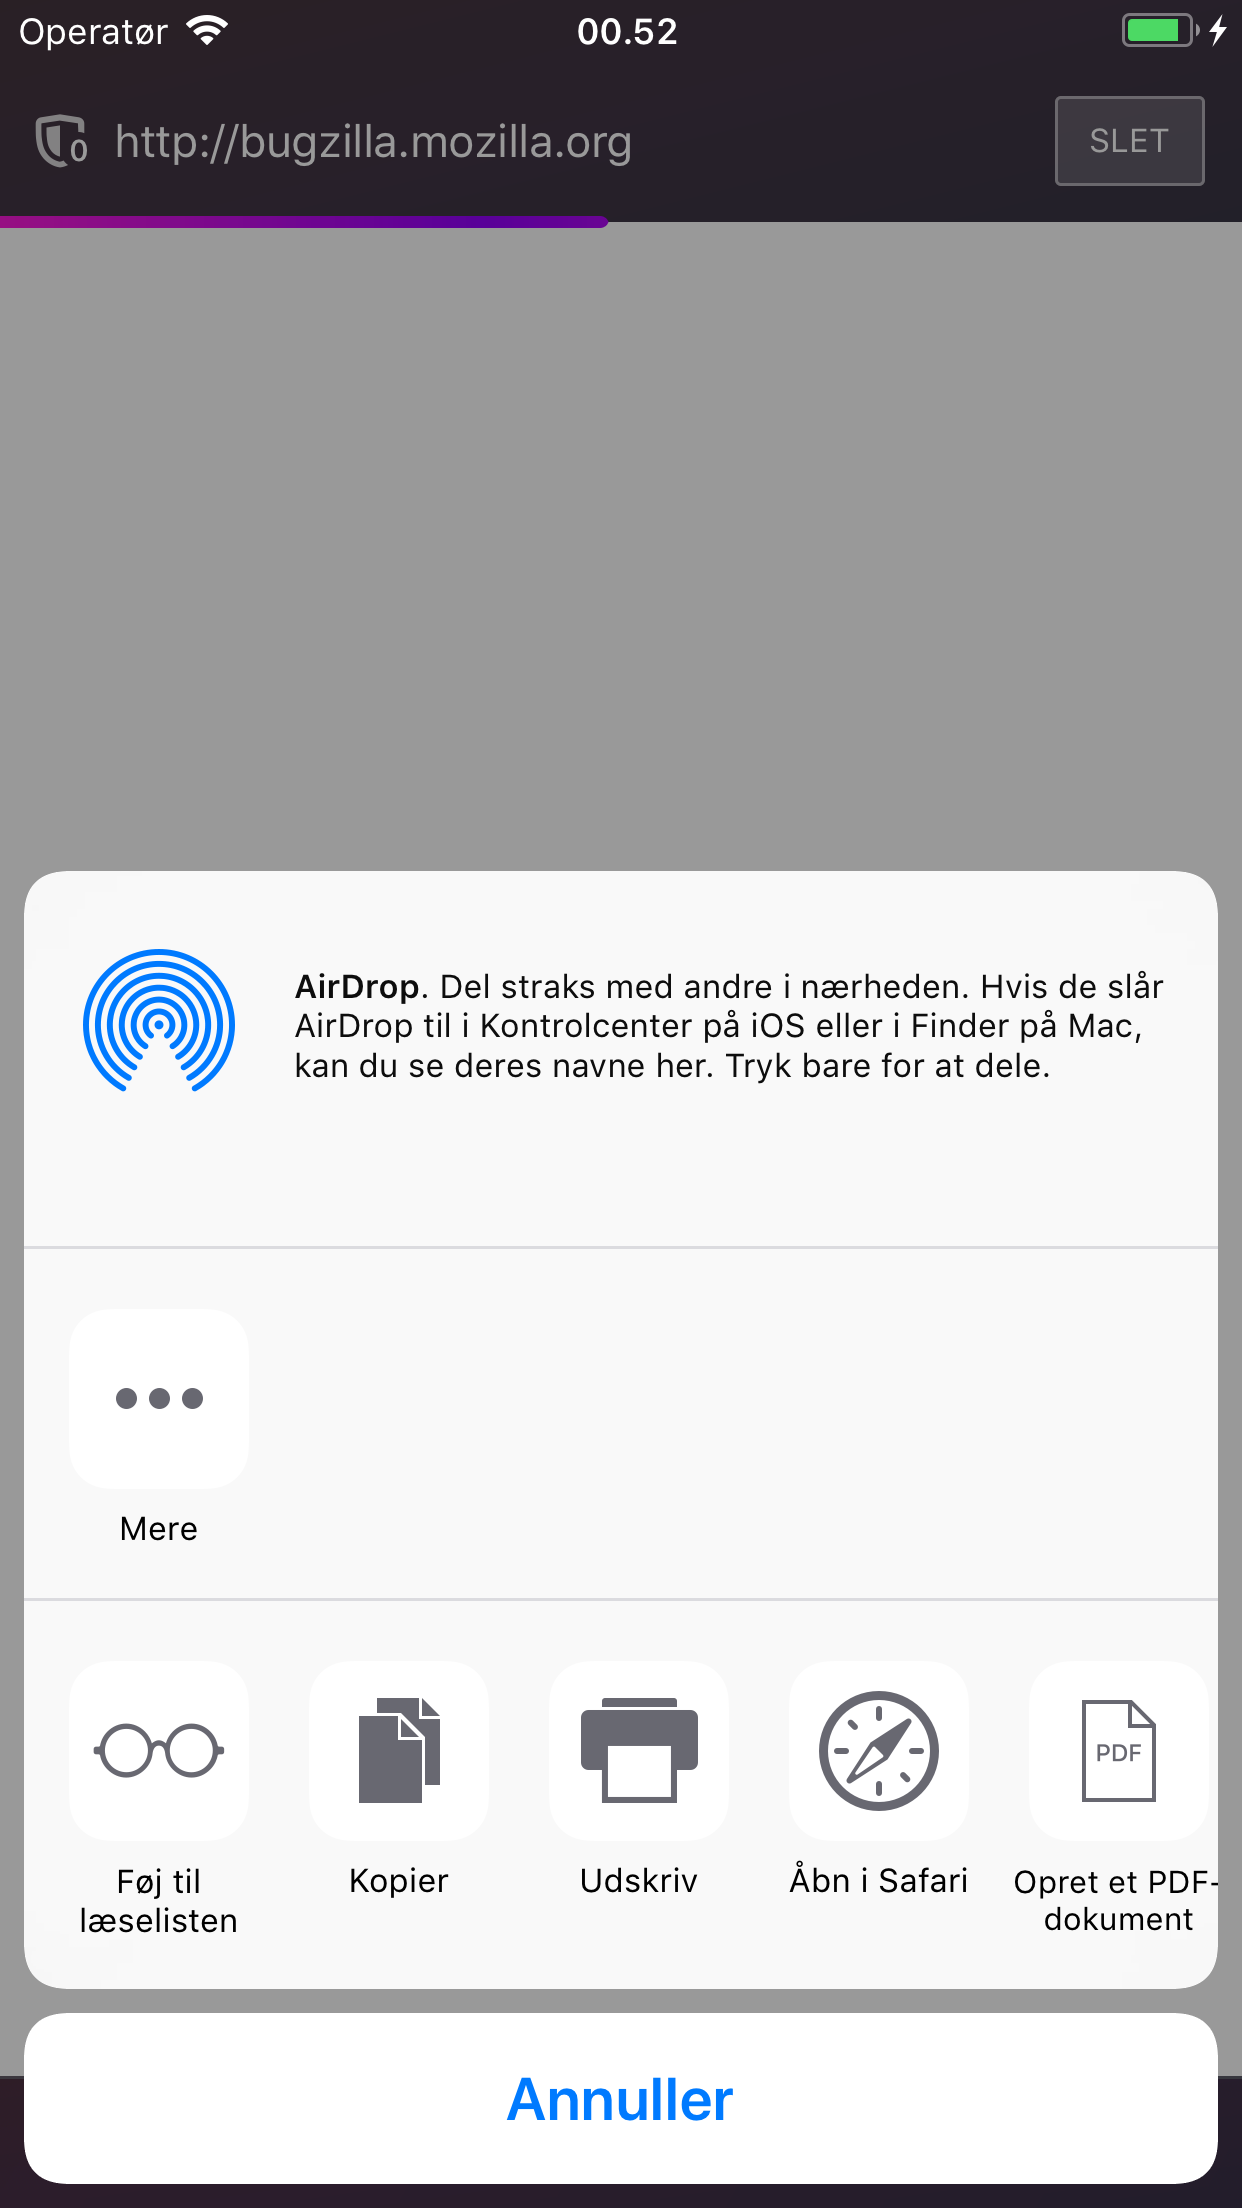 Operatør
00.52
0
http://bugzilla.mozilla.org
SLET
AirDrop. Del straks med andre i nærheden. Hvis de slår
AirDrop til i Kontrolcenter på iOS eller i Finder på Mac,
kan du se deres navne her. Tryk bare for at dele.
Mere
PDF
Føj til
læselisten
Kopier
Udskriv
Åbn i Safari
Opret et PDF-
dokument
Annuller